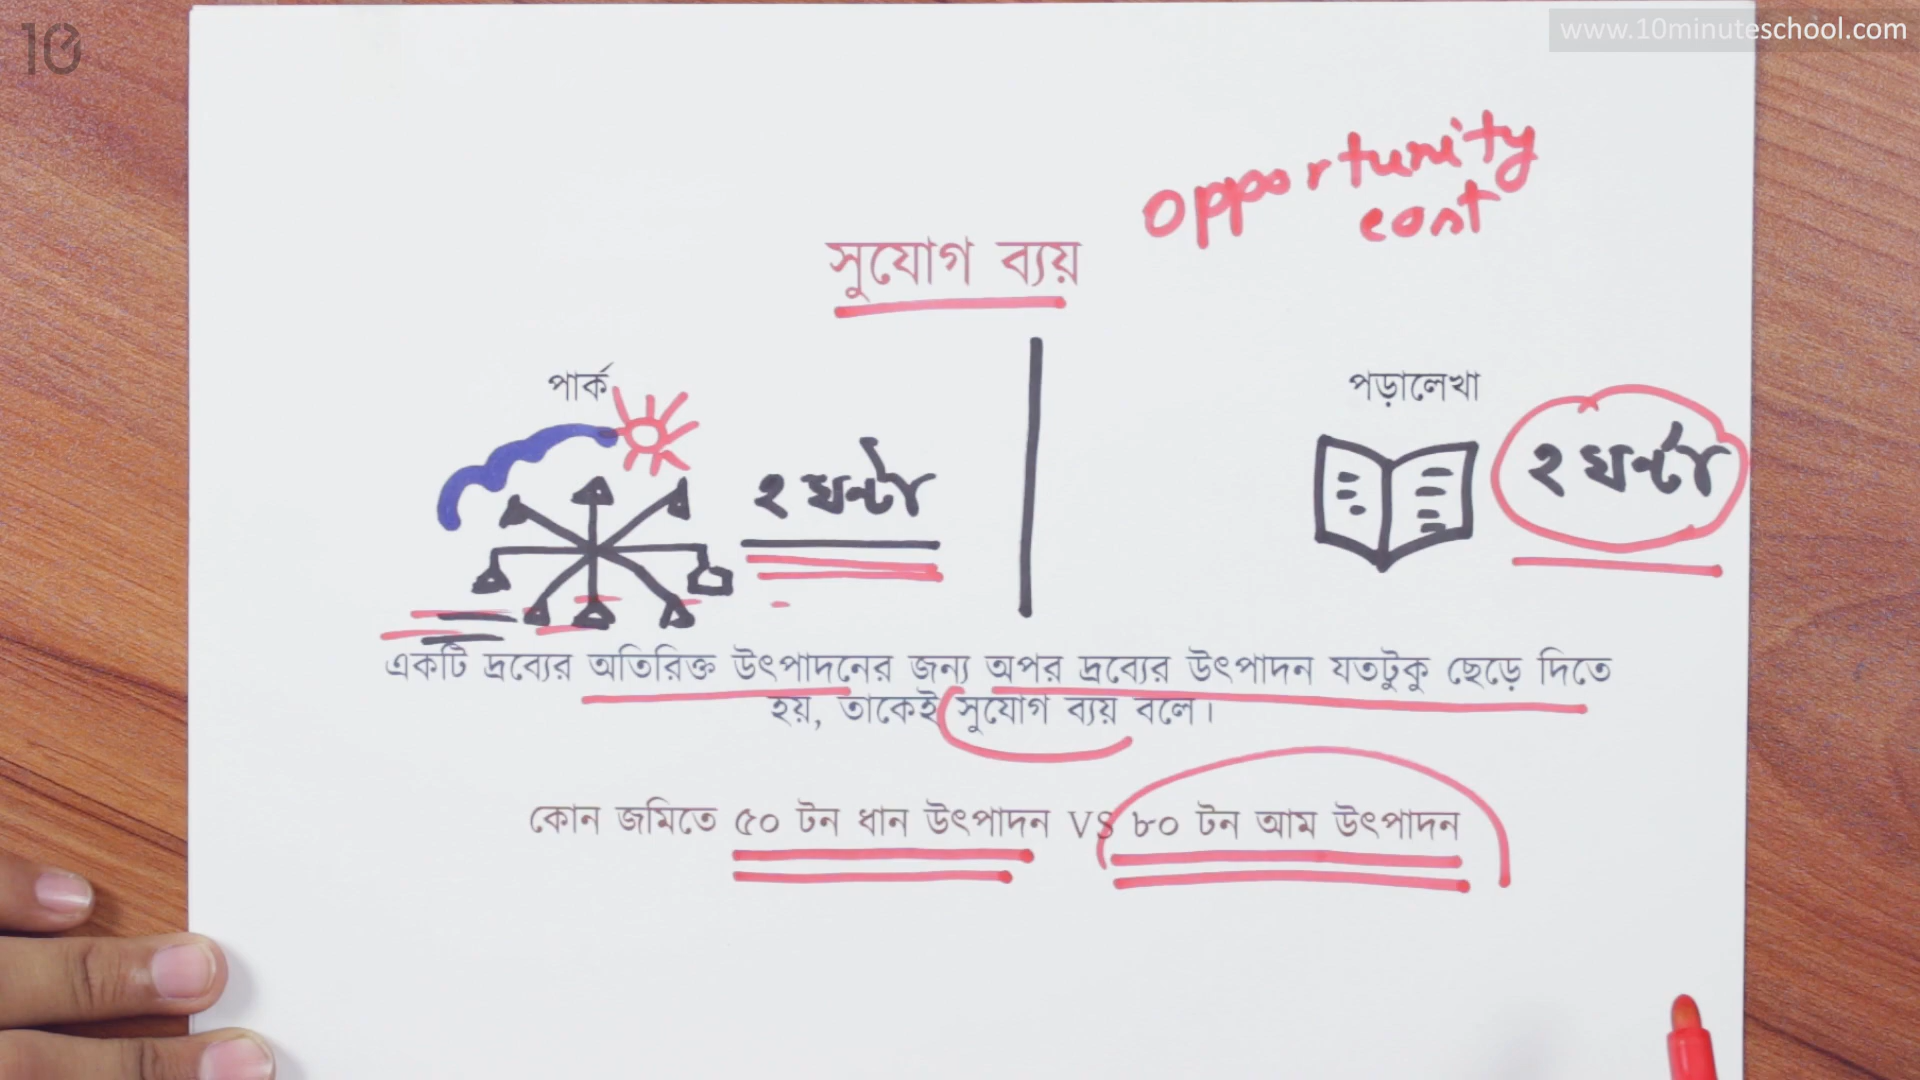 10
www.10minuteschool.com
opportunity
cost
সুযোগ ব্যয়
পার্ক
পড়ালেখা
২ ঘন্টা
২ ঘন্টা
একটি দ্রব্যের অতিরিক্ত উৎপাদনের জন্য অপর দ্রব্যের উৎপাদন যতটুকু ছেড়ে দিতে
হয়, তাকেই সুযোগ ব্যয় বলে।
কোন জমিতে ৫০ টন ধান উৎপাদন VS ৮০ টন আম উৎপাদন